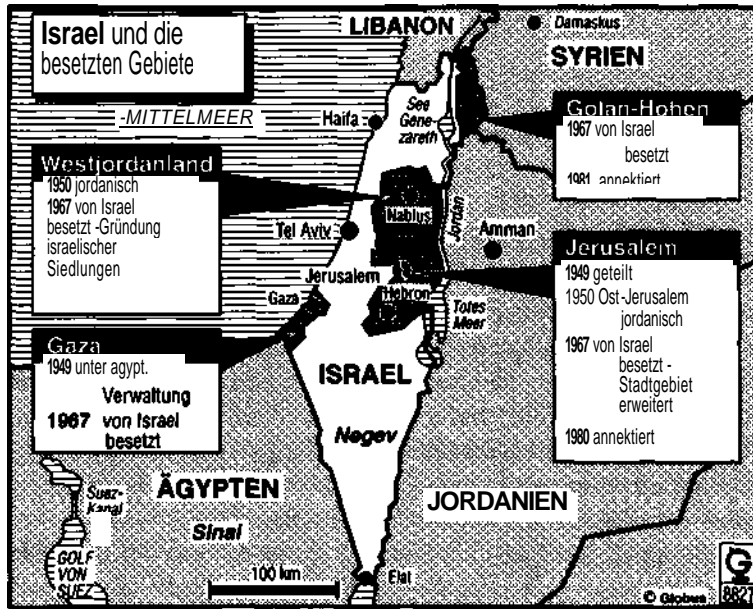 Israel und die
besetzten Gebiete
LIBANON
Damaskus
SYRIEN
-MITTELMEER
Haifa
See
Gene-
zareth
Golan-Hohen
1967 von Israel
besetzt
1981 annektiert
Westjordanland
1950 jordanisch
1967 von Israel
besetzt -Gründung
israelischer
Siedlungen
Nablus
Jordan
Tel Aviv
Amman
Jerusalem
Jerusalem
1949 geteilt
1950 Ost-Jerusalem
jordanisch
1967 von Israel
besetzt -
Stadtgebiet
erweitert
1980 annektiert
Gaza
Hebron
Totes
Meer
Gaza
1949 unter agypt.
Verwaltung
1967 von Israel
besetzt
ISRAEL
Negev
Suez-
Kanal
ÄGYPTEN
Sinai
JORDANIEN
GOLF
VON
SUEZ
100 km
Elat
© Globus
G
882